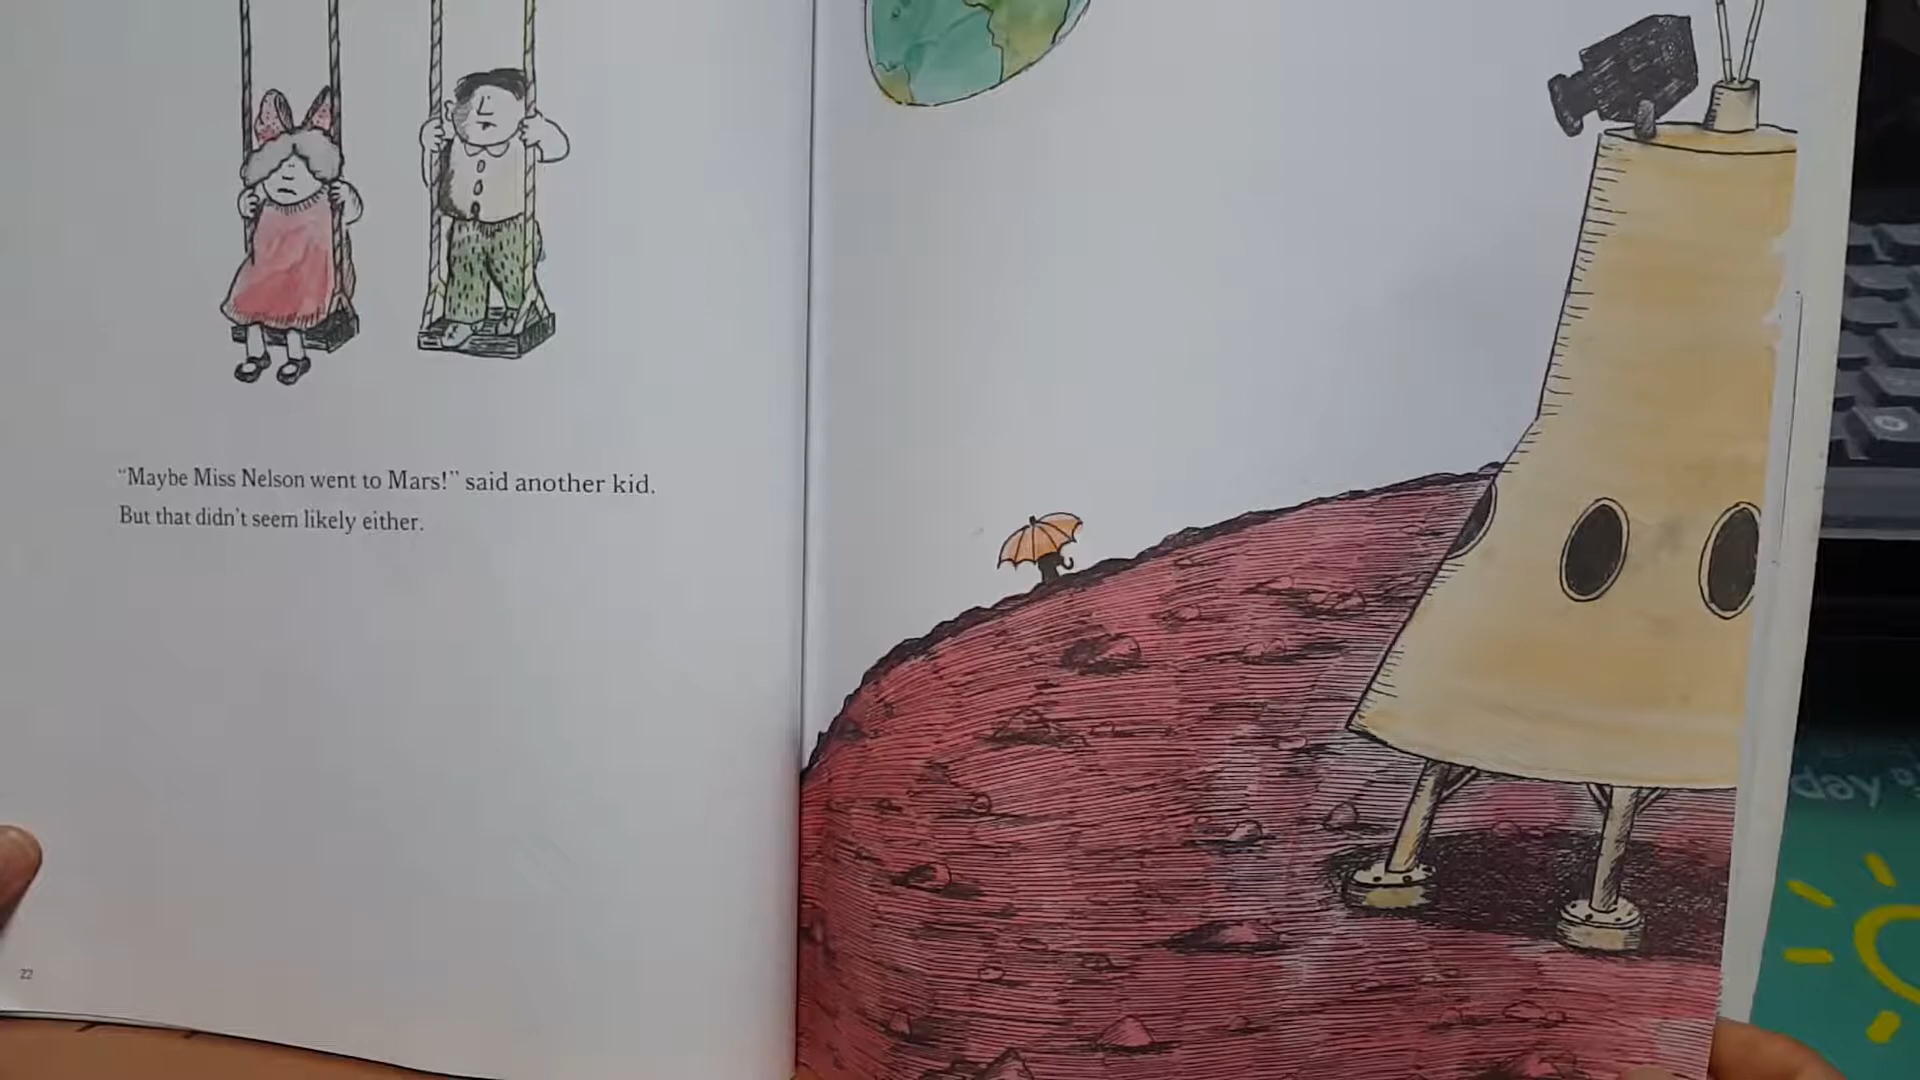 “Maybe Miss Nelson went to Mars!” said another kid.
But that didn’t seem likely either.
22